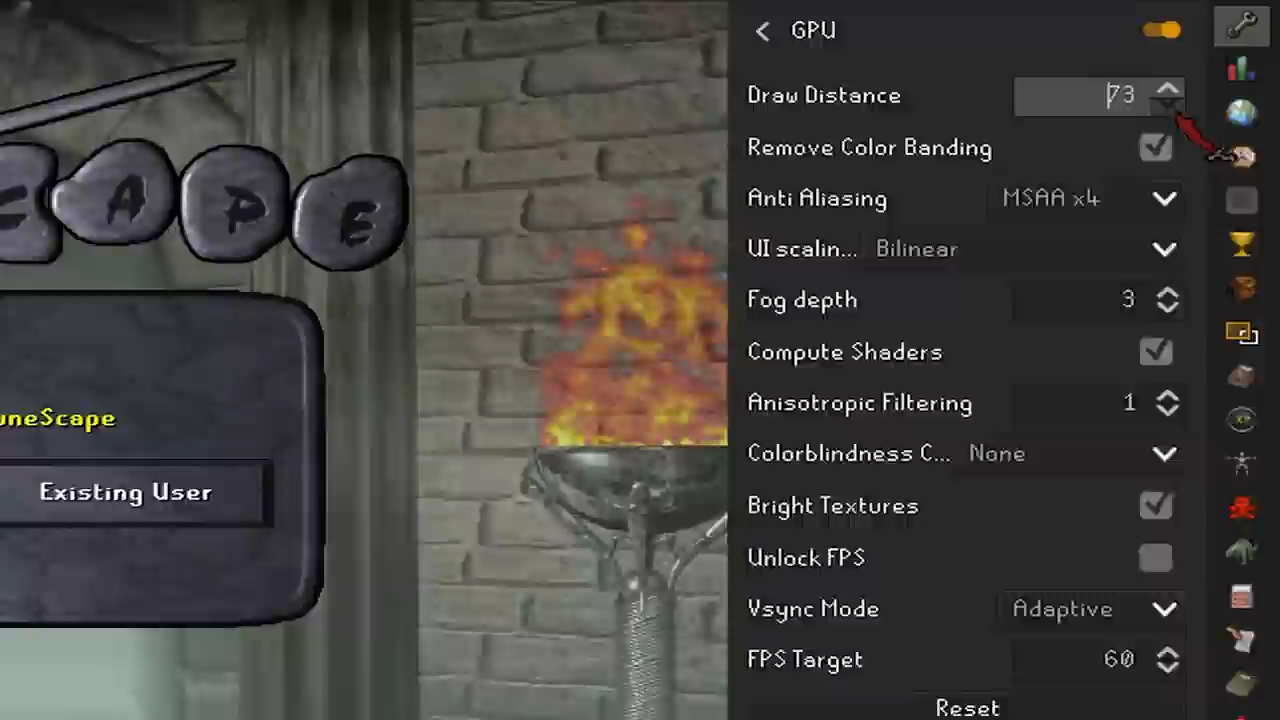 GPU
Draw Distance 73
Remove Color Banding
Anti Aliasing MSAA x4
UI scalin... Bilinear
Fog depth 3
Compute Shaders
Anisotropic Filtering 1
Colorblindness C... None
Bright Textures
Unlock FPS
Vsync Mode Adaptive
FPS Target 60
Reset
CAPE
uneScape
Existing User